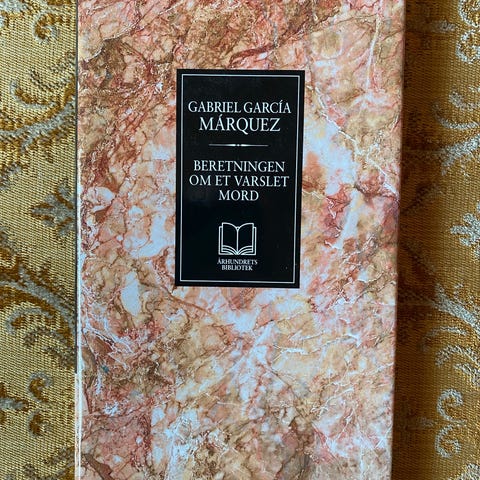 GABRIEL GARCÍA
MÁRQUEZ
BERETNINGEN
OM ET VARSLET
MORD
ÅRHUNDRETS
BIBLIOTEK